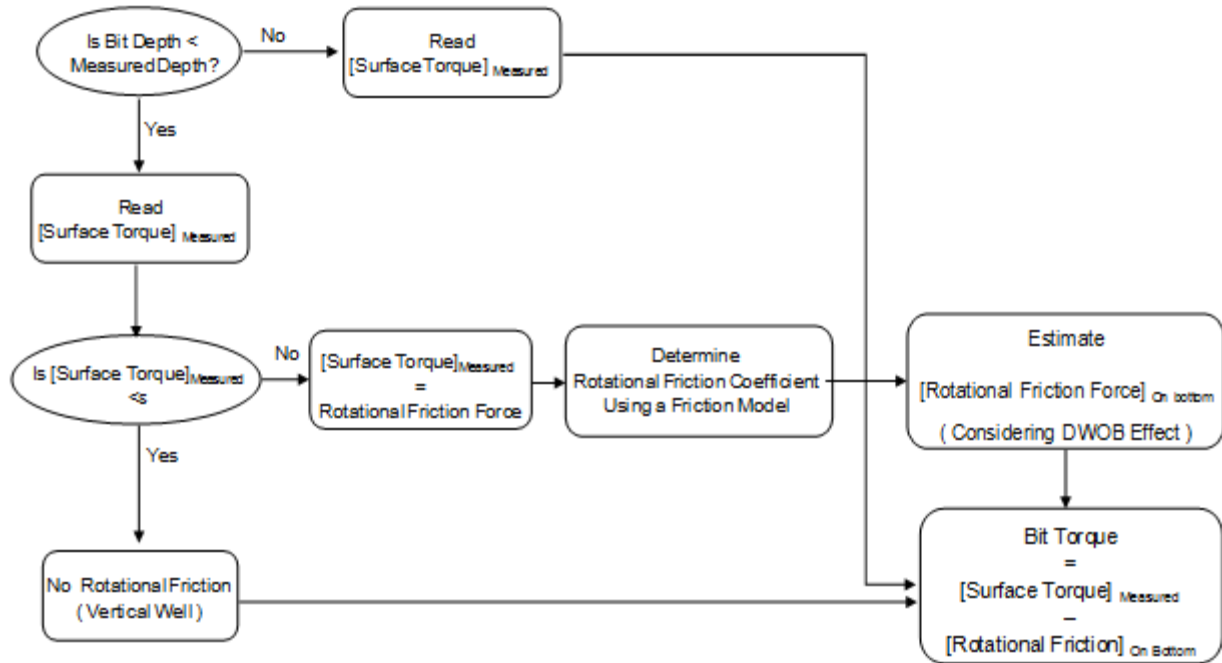 Is Bit Depth <
Measured Depth?
No
Read
[Surface Torque] Measured
Yes
Read
[Surface Torque] Measured
Is [Surface Torque]Measured
<s
No
[Surface Torque]Measured
=
Rotational Friction Force
Determine
Rotational Friction Coefficient
Using a Friction Model
Estimate
[Rotational Friction Force] On bottom
( Considering DWOB Effect )
Yes
No Rotational Friction
( Vertical Well )
Bit Torque
=
[Surface Torque] Measured
–
[Rotational Friction] On Bottom